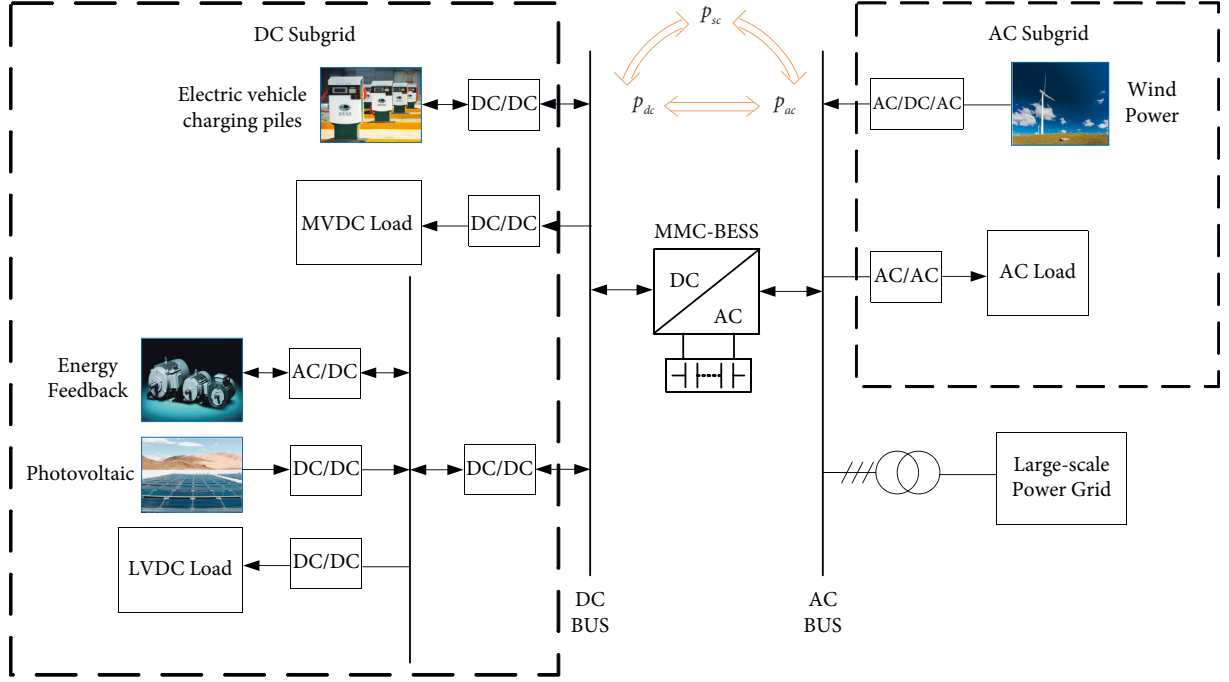 DC Subgrid
Electric vehicle
charging piles
DC/DC
MVDC Load
DC/DC
Energy
Feedback
AC/DC
Photovoltaic
DC/DC
DC/DC
LVDC Load
DC/DC
DC
BUS
p_sc
p_dc
p_ac
MMC-BESS
DC
AC
AC
BUS
AC Subgrid
AC/DC/AC
Wind
Power
AC/AC
AC Load
Large-scale
Power Grid